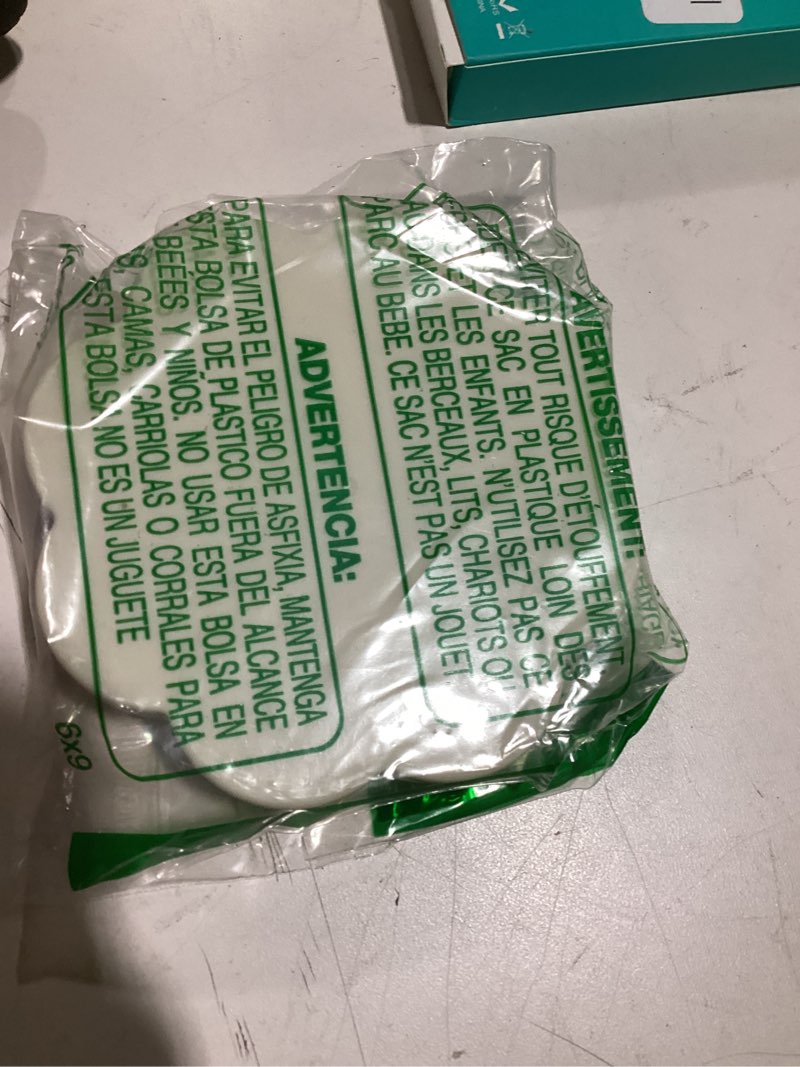 AVERTISSEMENT:
TOUT RISQUE D'ÉTOUFFEMENT
CE SAC EN PLASTIQUE LOIN DES
LES ENFANTS. N'UTILISEZ PAS CE
DANS LES BERCEAUX, LITS, CHARIOTS OU
PARC AU BEBE. CE SAC N'EST PAS UN JOUET
ADVERTENCIA:
PARA EVITAR EL PELIGRO DE ASFIXIA, MANTENGA
ESTA BOLSA DE PLASTICO FUERA DEL ALCANCE
BEÉES Y NIÑOS. NO USAR ESTA BOLSA EN
CAMAS, CARRIOLAS O CORRALES PARA
ESTA BOLSA NO ES UN JUGUETE
6x9